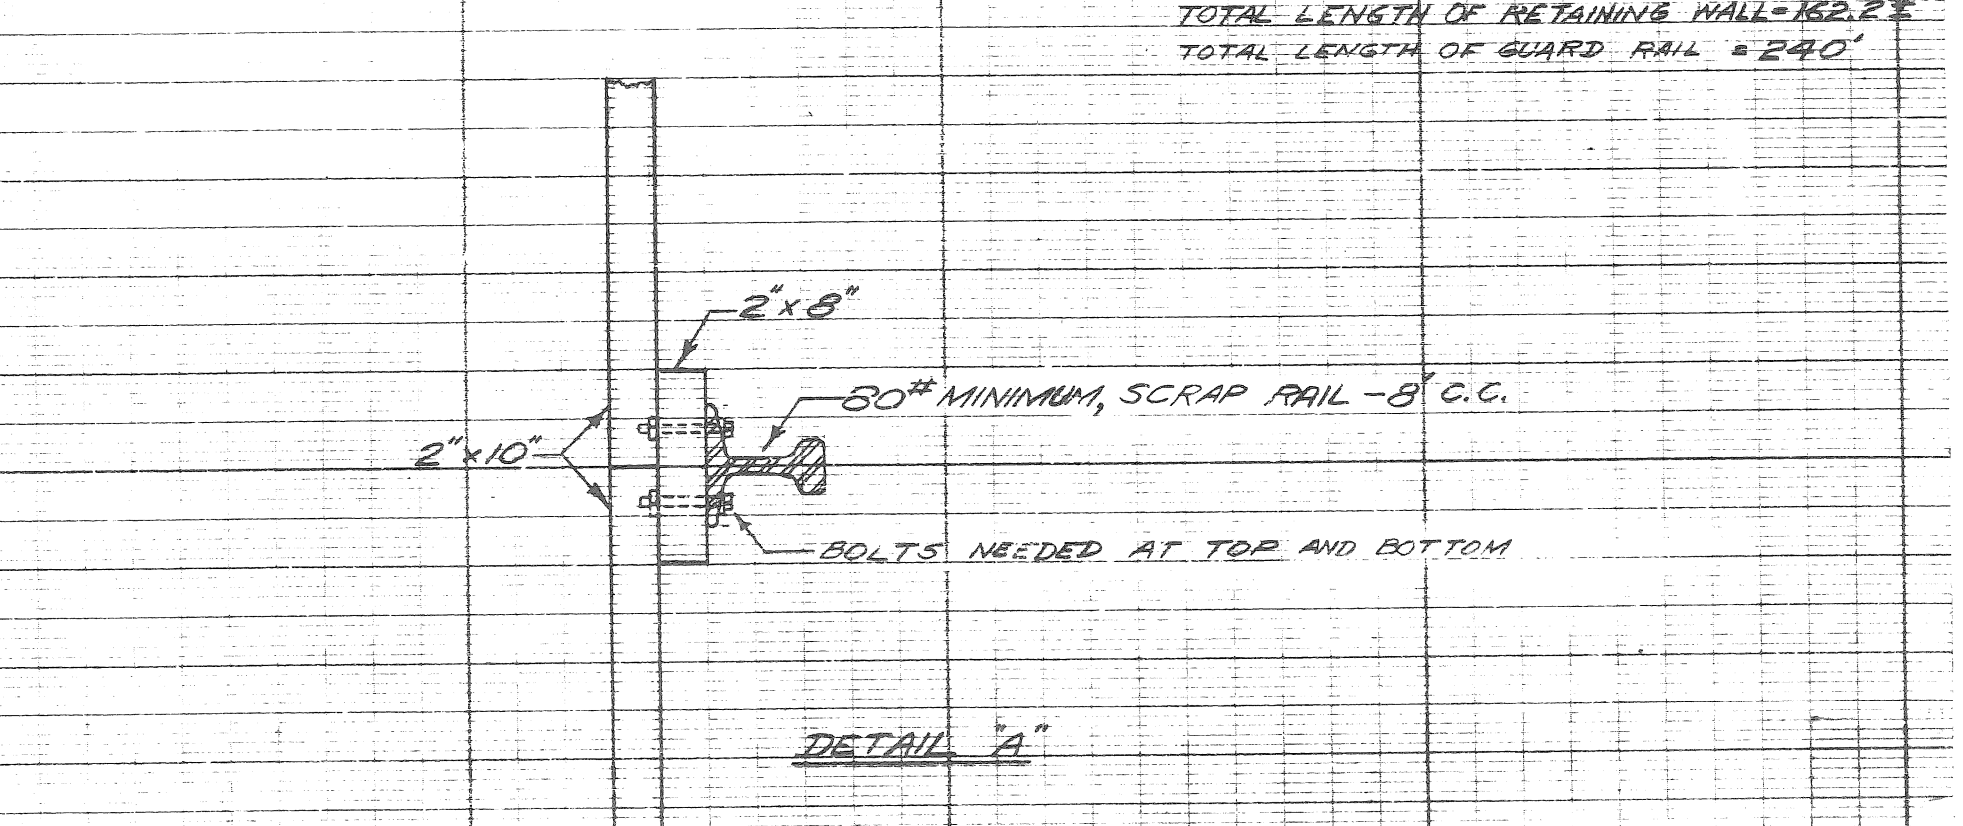 TOTAL LENGTH OF RETAINING WALL=162.2'±
TOTAL LENGTH OF GUARD RAIL = 240'
2"x8"
80# MINIMUM, SCRAP RAIL -8' C.C.
2"x10"
BOLTS NEEDED AT TOP AND BOTTOM
DETAIL "A"